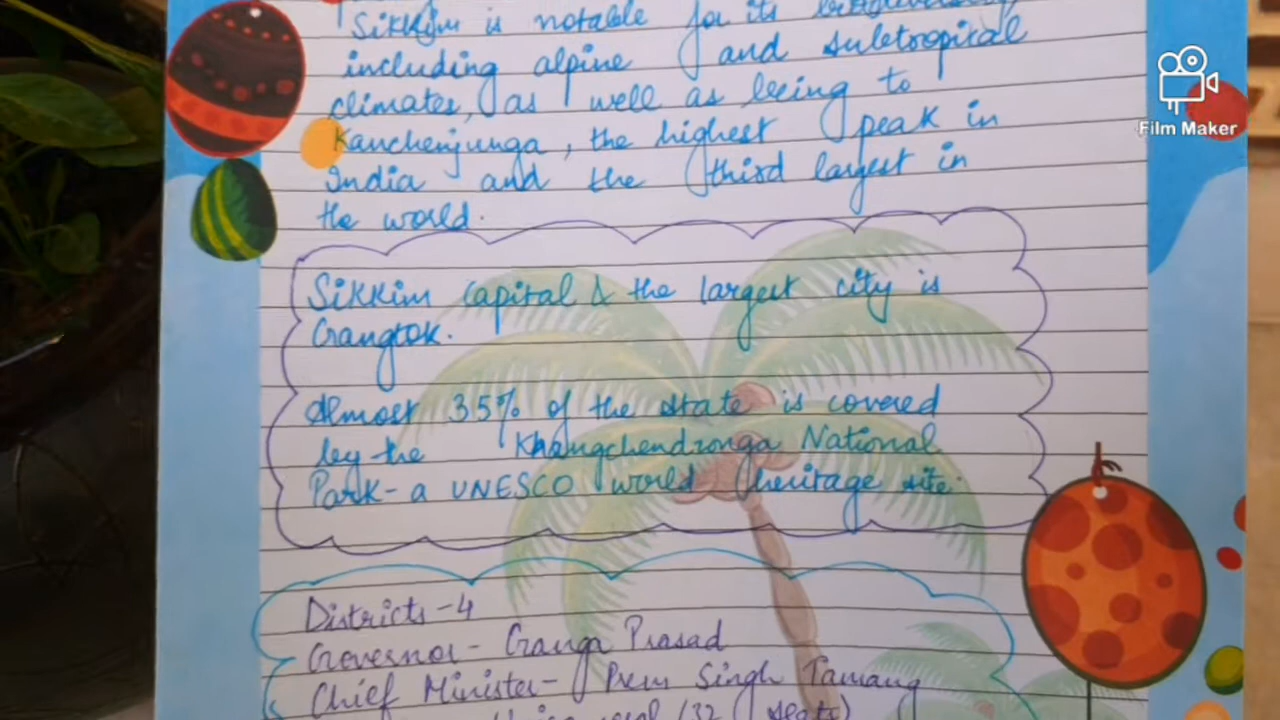 Sikkim is notable for its biodiversity,
including alpine and subtropical
climates, as well as being to
Kanchenjunga, the highest peak in
India and the third largest in
the world.
Sikkim capital & the largest city is
Gangtok.
Almost 35% of the state is covered
by the Khangchendzonga National
Park- a UNESCO world heritage site.
Districts-4
Governor- Ganga Prasad
Chief Minister- Prem Singh Tamang
(32 seats)
Film Maker